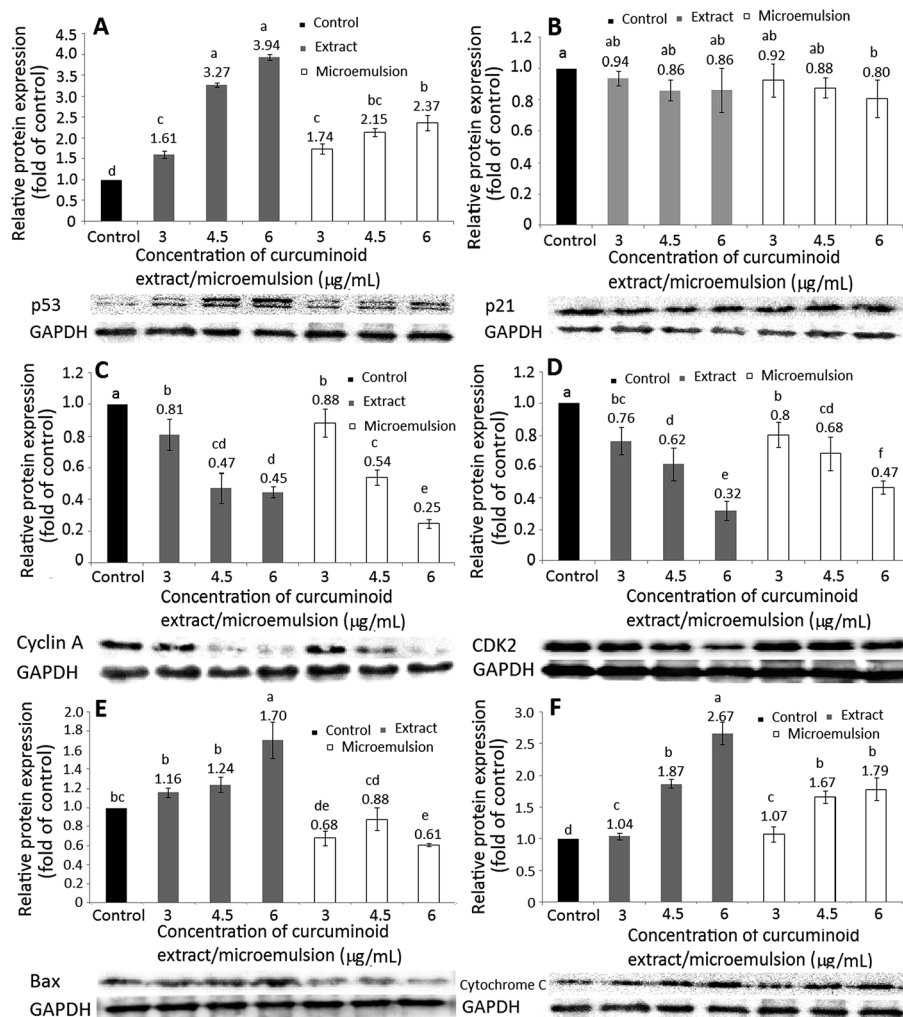 A
Relative protein expression
(fold of control)
4.5
4.0
3.5
3.0
2.5
2.0
1.5
1.0
0.5
0
Control
Extract
Microemulsion
d
c
1.61
a
3.27
a
3.94
c
1.74
bc
2.15
b
2.37
Control 3 4.5 6 3 4.5 6
Concentration of curcuminoid
extract/microemulsion (µg/mL)
p53
GAPDH
B
Relative protein expression
(fold of control)
1.2
1.0
0.8
0.6
0.4
0.2
0
Control Extract Microemulsion
a
ab
0.94
ab
0.86
ab
0.86
ab
0.92
ab
0.88
b
0.80
Control 3 4.5 6 3 4.5 6
Concentration of curcuminoid
extract/microemulsion (µg/mL)
p21
GAPDH
C
Relative protein expression
(fold of control)
1.2
1.0
0.8
0.6
0.4
0.2
0
Control
Extract
Microemulsion
a
b
0.81
cd
0.47
d
0.45
b
0.88
c
0.54
e
0.25
Control 3 4.5 6 3 4.5 6
Concentration of curcuminoid
extract/microemulsion (µg/mL)
Cyclin A
GAPDH
D
Relative protein expression
(fold of control)
1.2
1.0
0.8
0.6
0.4
0.2
0
Control Extract Microemulsion
a
bc
0.76
d
0.62
e
0.32
b
0.8
cd
0.68
f
0.47
Control 3 4.5 6 3 4.5 6
Concentration of curcuminoid
extract/microemulsion (µg/mL)
CDK2
GAPDH
E
Relative protein expression
(fold of control)
2.0
1.8
1.6
1.4
1.2
1.0
0.8
0.6
0.4
0.2
0
Control Extract
Microemulsion
bc
b
1.16
b
1.24
a
1.70
de
0.68
cd
0.88
e
0.61
Control 3 4.5 6 3 4.5 6
Concentration of curcuminoid
extract/microemulsion (µg/mL)
Bax
GAPDH
F
Relative protein expression
(fold of control)
3.0
2.5
2.0
1.5
1.0
0.5
0
Control Extract
Microemulsion
d
c
1.04
b
1.87
a
2.67
c
1.07
b
1.67
b
1.79
Control 3 4.5 6 3 4.5 6
Concentration of curcuminoid
extract/microemulsion (µg/mL)
Cytochrome C
GAPDH